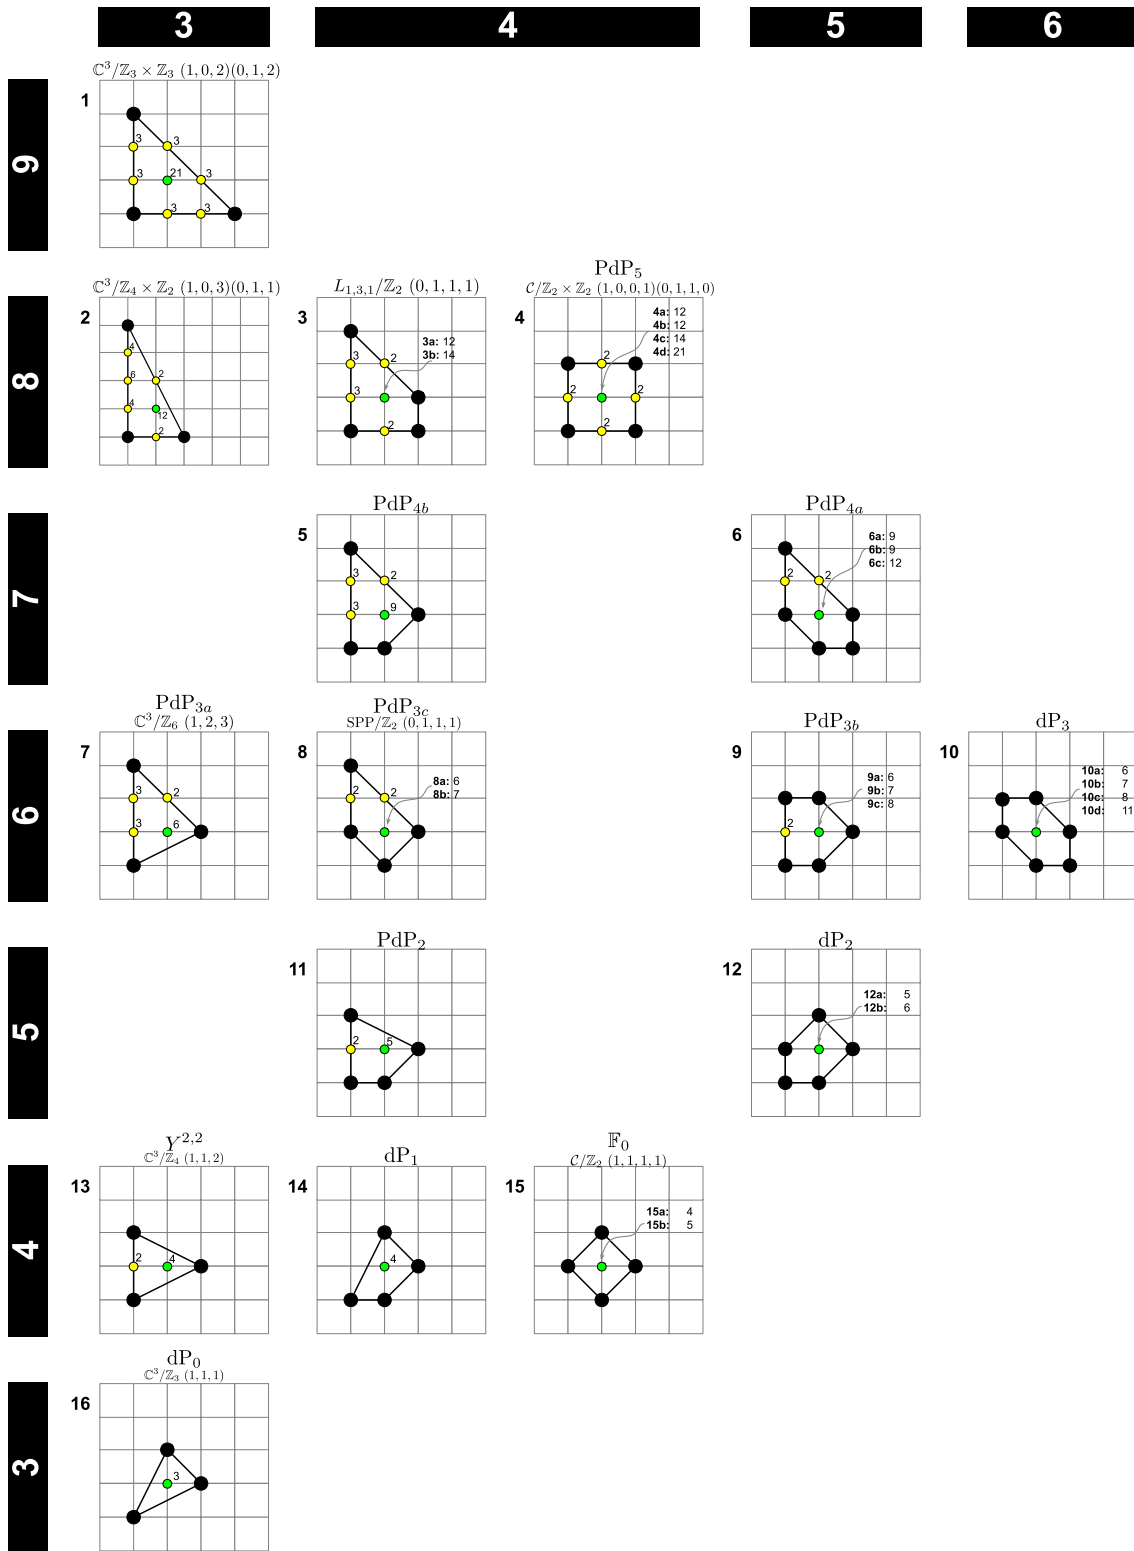 3 4 5 6
9
ℂ³/ℤ₃ × ℤ₃ (1,0,2)(0,1,2)
1
3 3
3 21 3
3 3
8
ℂ³/ℤ₄ × ℤ₂ (1,0,3)(0,1,1)
2
4
6 2
4 12
2
L₁,₃,₁/ℤ₂ (0,1,1,1)
3
3a: 12
3b: 14
3 2
3
2
PdP₅
𝒞/ℤ₂ × ℤ₂ (1,0,0,1)(0,1,1,0)
4
4a: 12
4b: 12
4c: 14
4d: 21
2
2 2
2
7
PdP₄b
5
3 2
3 9
PdP₄a
6
6a: 9
6b: 9
6c: 12
2 2
6
PdP₃a
ℂ³/ℤ₆ (1,2,3)
7
3 2
3 6
PdP₃c
SPP/ℤ₂ (0,1,1,1)
8
8a: 6
8b: 7
2 2
PdP₃b
9
9a: 6
9b: 7
9c: 8
2
dP₃
10
10a: 6
10b: 7
10c: 8
10d: 11
5
PdP₂
11
2 5
dP₂
12
12a: 5
12b: 6
4
Y²,²
ℂ³/ℤ₄ (1,1,2)
13
2 4
dP₁
14
4
𝔽₀
𝒞/ℤ₂ (1,1,1,1)
15
15a: 4
15b: 5
3
dP₀
ℂ³/ℤ₃ (1,1,1)
16
3